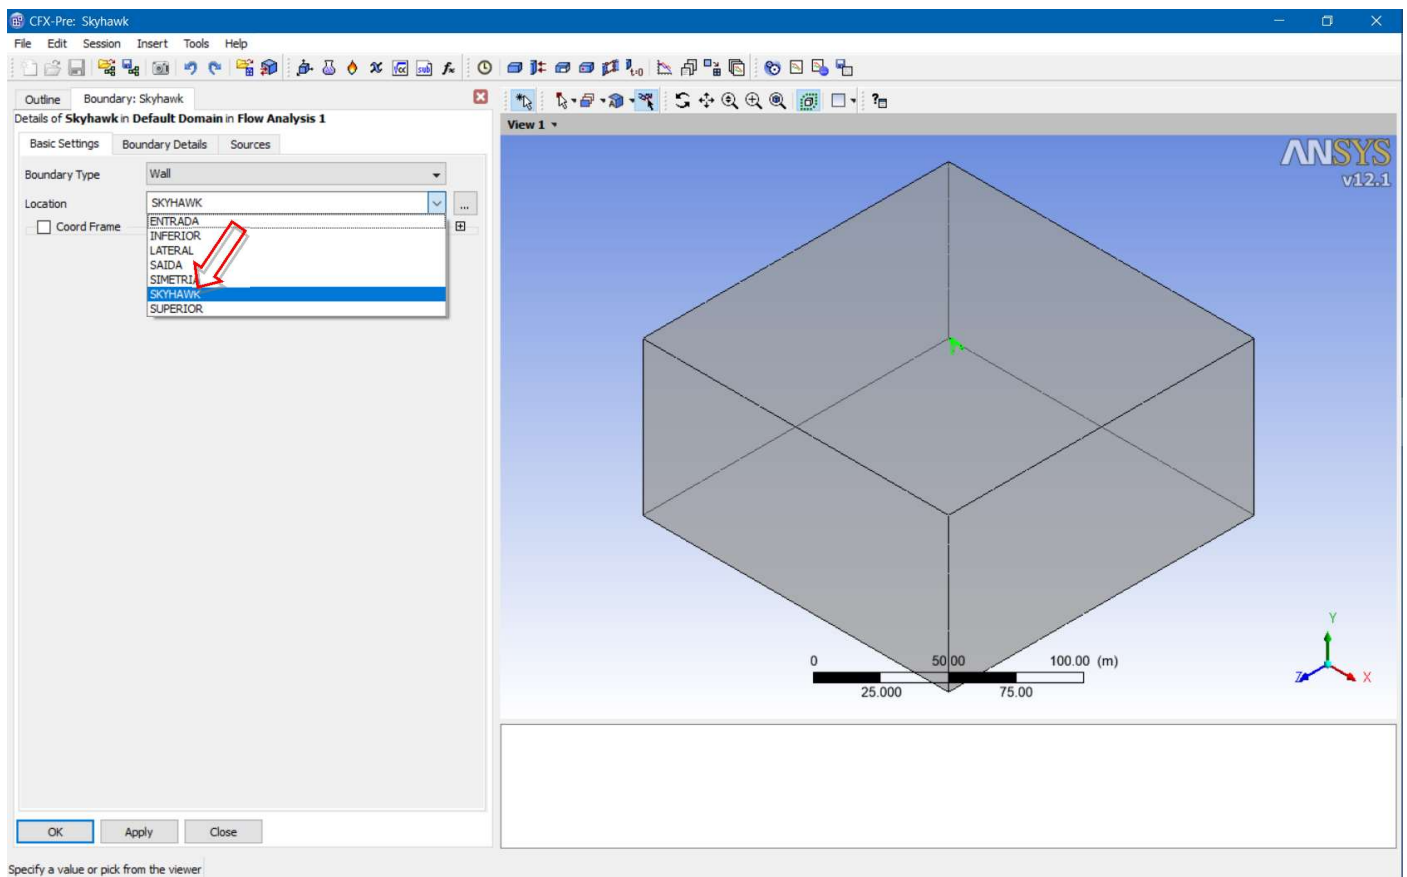 CFX-Pre: Skyhawk
File Edit Session Insert Tools Help
Outline Boundary: Skyhawk
Details of Skyhawk in Default Domain in Flow Analysis 1
Basic Settings Boundary Details Sources
Boundary Type Wall
Location SKYHAWK ...
Coord Frame
ENTRADA
INFERIOR
LATERAL
SAIDA
SIMETRIA
SKYHAWK
SUPERIOR
OK Apply Close
Specify a value or pick from the viewer
View 1
ANSYS
v12.1
0 50.00 100.00 (m)
25.000 75.00
Y
Z X